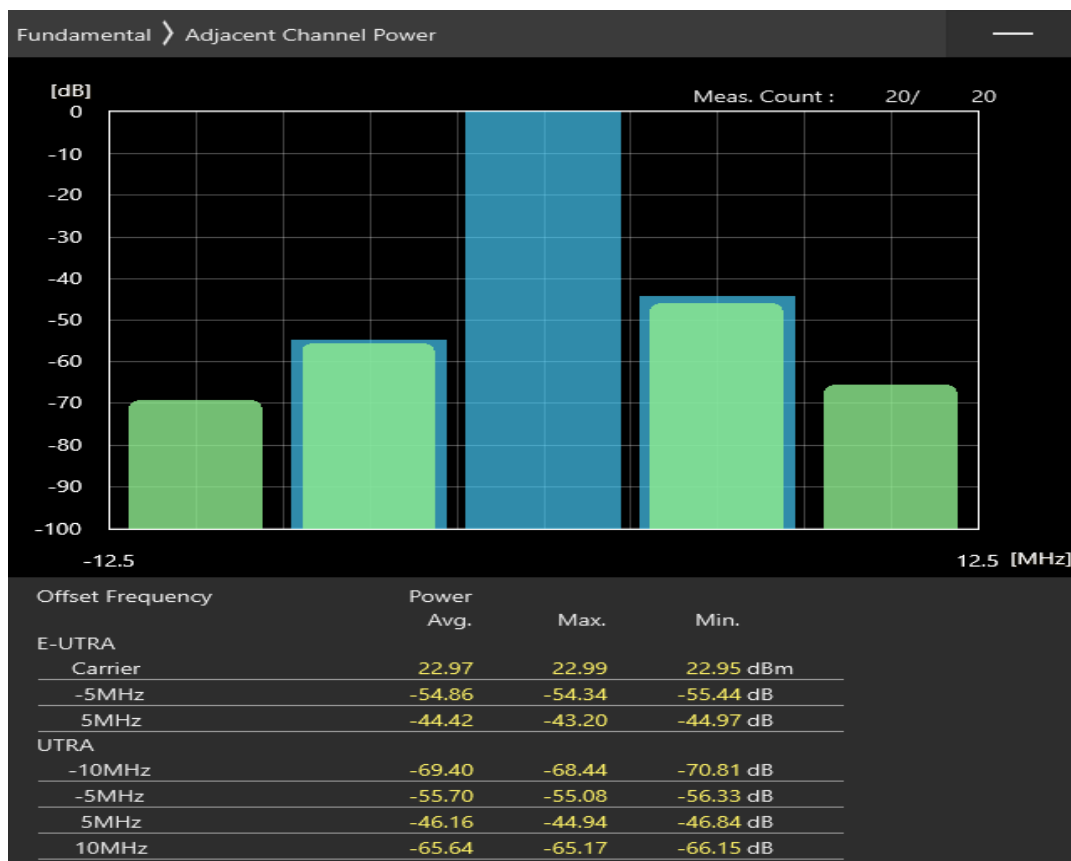 Fundamental 〉 Adjacent Channel Power
[dB]
Meas. Count : 20/ 20
0
-10
-20
-30
-40
-50
-60
-70
-80
-90
-100
-12.5 12.5 [MHz]
Offset Frequency Power
Avg. Max. Min.
E-UTRA
Carrier 22.97 22.99 22.95 dBm
-5MHz -54.86 -54.34 -55.44 dB
5MHz -44.42 -43.20 -44.97 dB
UTRA
-10MHz -69.40 -68.44 -70.81 dB
-5MHz -55.70 -55.08 -56.33 dB
5MHz -46.16 -44.94 -46.84 dB
10MHz -65.64 -65.17 -66.15 dB